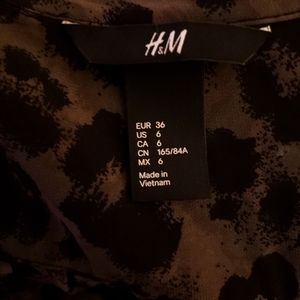 H&M
EUR 36
US 6
CA 6
CN 165/84A
MX 6
Made in
Vietnam